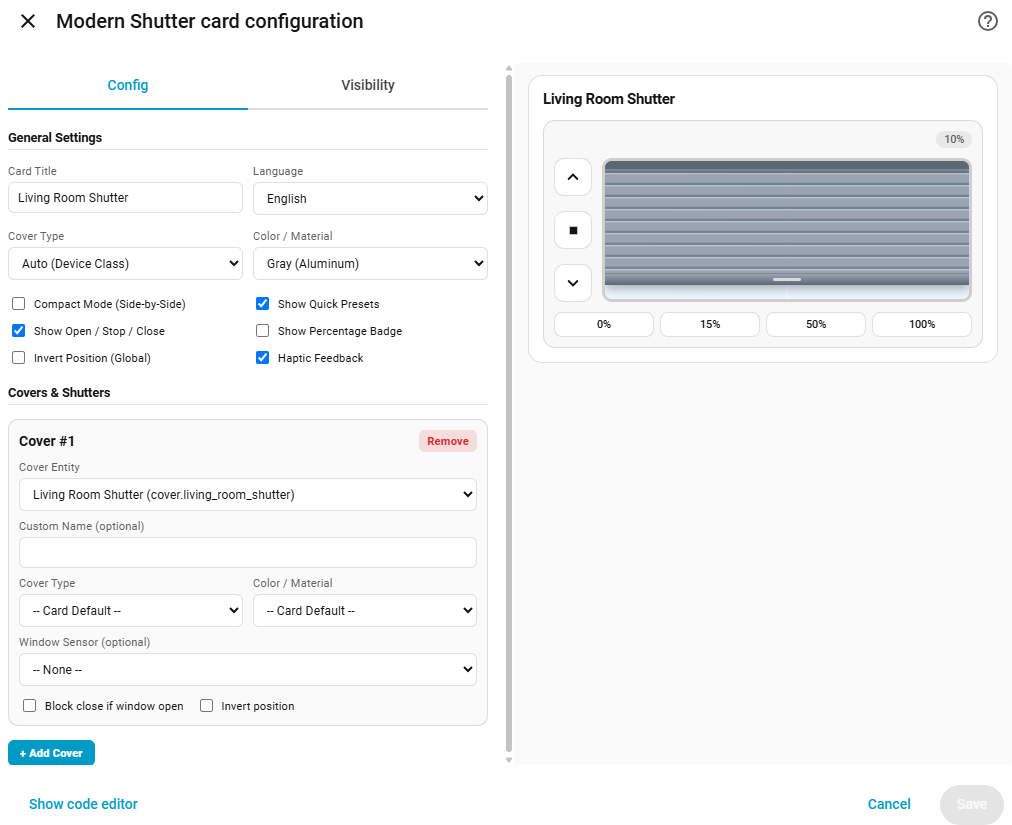 Modern Shutter card configuration
Config
Visibility
General Settings
Card Title
Language
Living Room Shutter
English
Cover Type
Color / Material
Auto (Device Class)
Gray (Aluminum)
Compact Mode (Side-by-Side)
Show Quick Presets
Show Open / Stop / Close
Show Percentage Badge
Invert Position (Global)
Haptic Feedback
Covers & Shutters
Cover #1
Remove
Cover Entity
Living Room Shutter (cover.living_room_shutter)
Custom Name (optional)
Cover Type
Color / Material
-- Card Default --
-- Card Default --
Window Sensor (optional)
-- None --
Block close if window open
Invert position
+ Add Cover
Living Room Shutter
10%
0%
15%
50%
100%
Show code editor
Cancel
Save